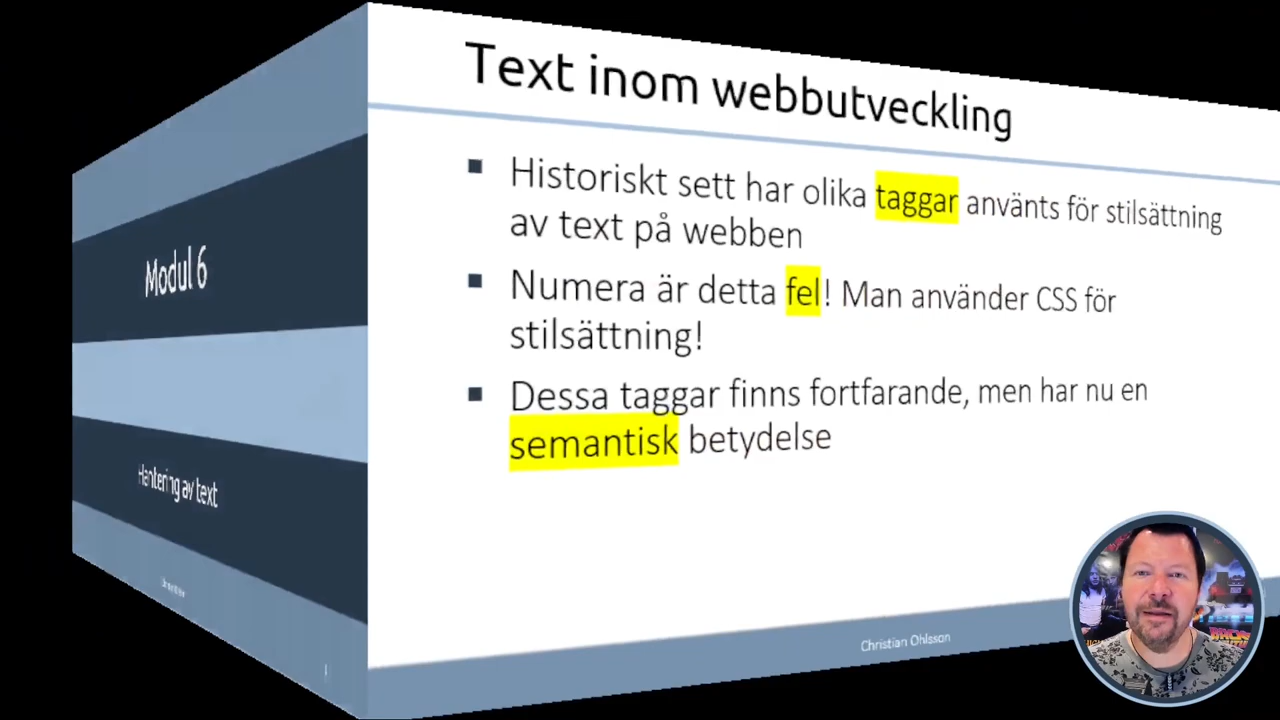 Text inom webbutveckling
Historiskt sett har olika taggar använts för stilsättning
av text på webben
Numera är detta fel! Man använder CSS för
stilsättning!
Dessa taggar finns fortfarande, men har nu en
semantisk betydelse
Christian Ohlsson
Modul 6
Hantering av text